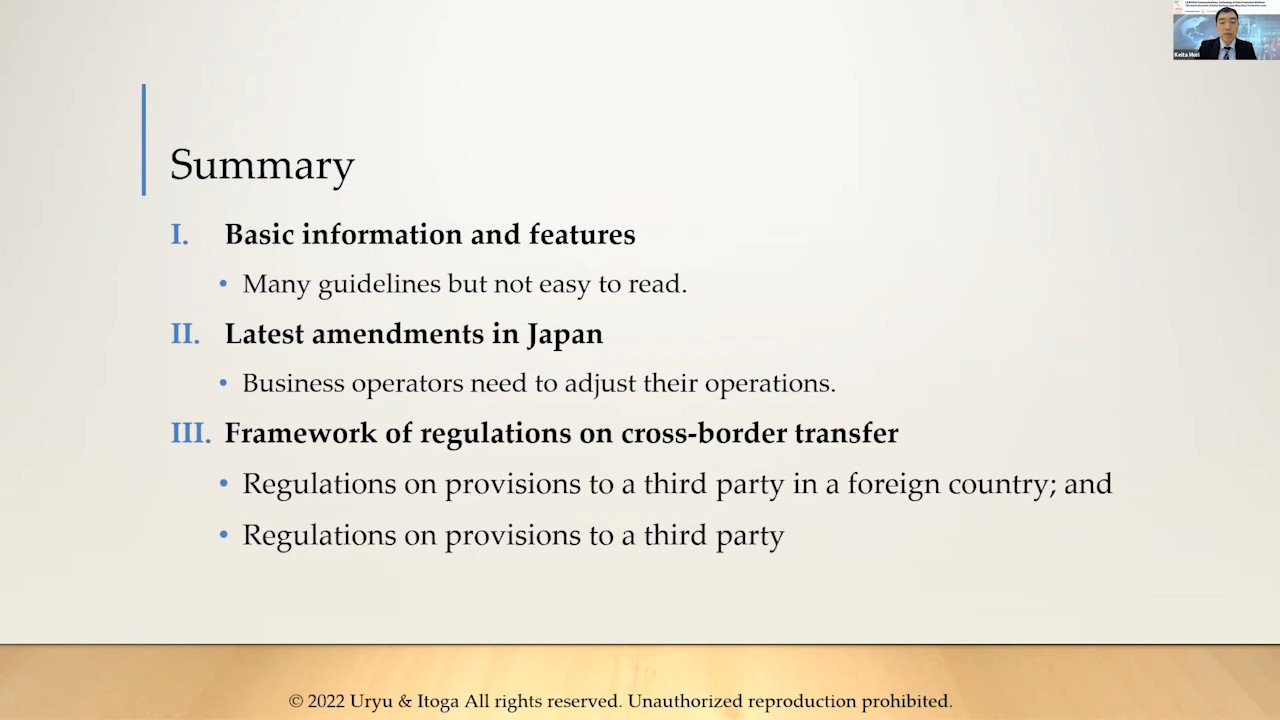 Summary
I. Basic information and features
• Many guidelines but not easy to read.
II. Latest amendments in Japan
• Business operators need to adjust their operations.
III. Framework of regulations on cross-border transfer
• Regulations on provisions to a third party in a foreign country; and
• Regulations on provisions to a third party
© 2022 Uryu & Itoga All rights reserved. Unauthorized reproduction prohibited.
Keita Mori